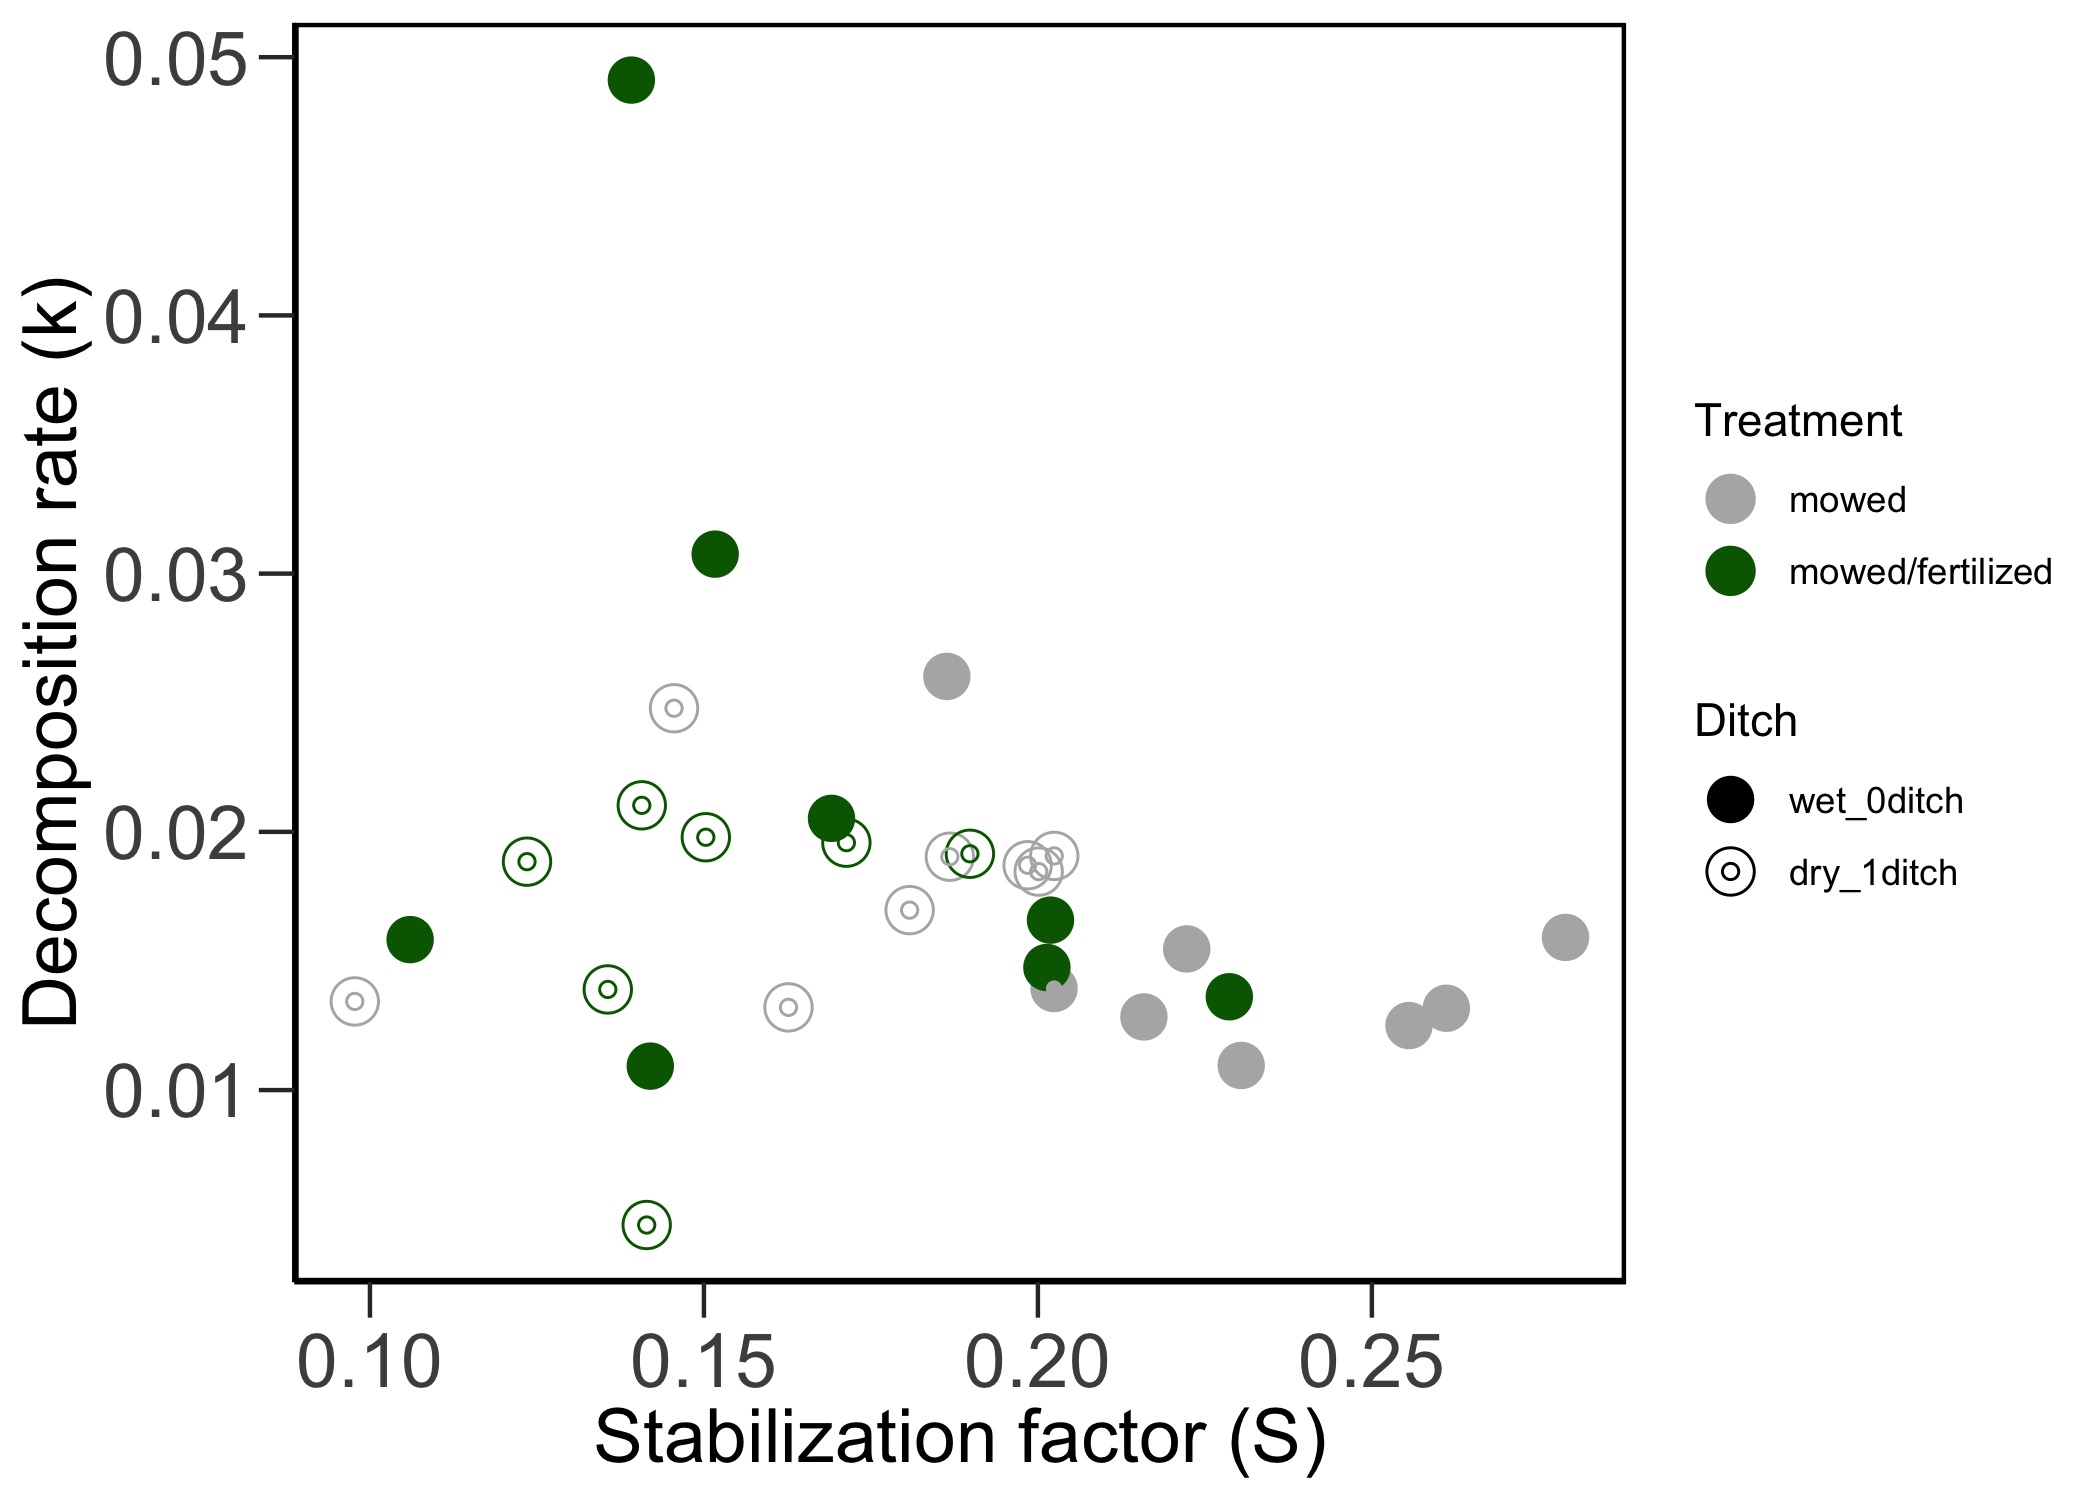 0.05
0.04
0.03
0.02
0.01
Decomposition rate (k)
0.10 0.15 0.20 0.25
Stabilization factor (S)
Treatment
mowed
mowed/fertilized
Ditch
wet_0ditch
dry_1ditch